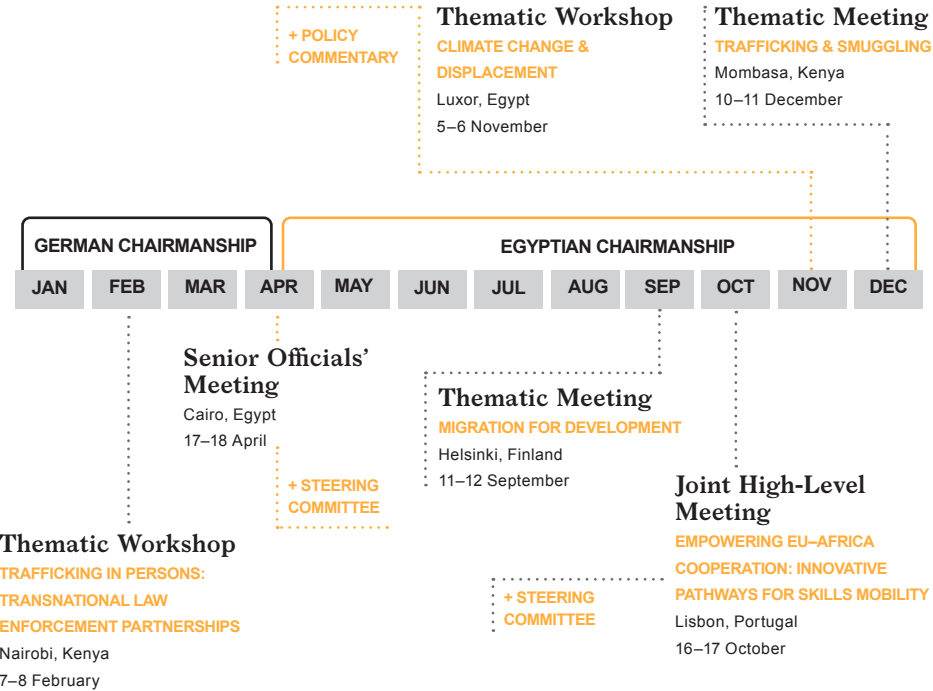 + POLICY
COMMENTARY
Thematic Workshop
CLIMATE CHANGE &
DISPLACEMENT
Luxor, Egypt
5–6 November
Thematic Meeting
TRAFFICKING & SMUGGLING
Mombasa, Kenya
10–11 December
GERMAN CHAIRMANSHIP
EGYPTIAN CHAIRMANSHIP
JAN FEB MAR APR MAY JUN JUL AUG SEP OCT NOV DEC
Senior Officials’
Meeting
Cairo, Egypt
17–18 April
+ STEERING
COMMITTEE
Thematic Meeting
MIGRATION FOR DEVELOPMENT
Helsinki, Finland
11–12 September
Joint High-Level
Meeting
EMPOWERING EU–AFRICA
COOPERATION: INNOVATIVE
PATHWAYS FOR SKILLS MOBILITY
Lisbon, Portugal
16–17 October
+ STEERING
COMMITTEE
Thematic Workshop
TRAFFICKING IN PERSONS:
TRANSNATIONAL LAW
ENFORCEMENT PARTNERSHIPS
Nairobi, Kenya
7–8 February